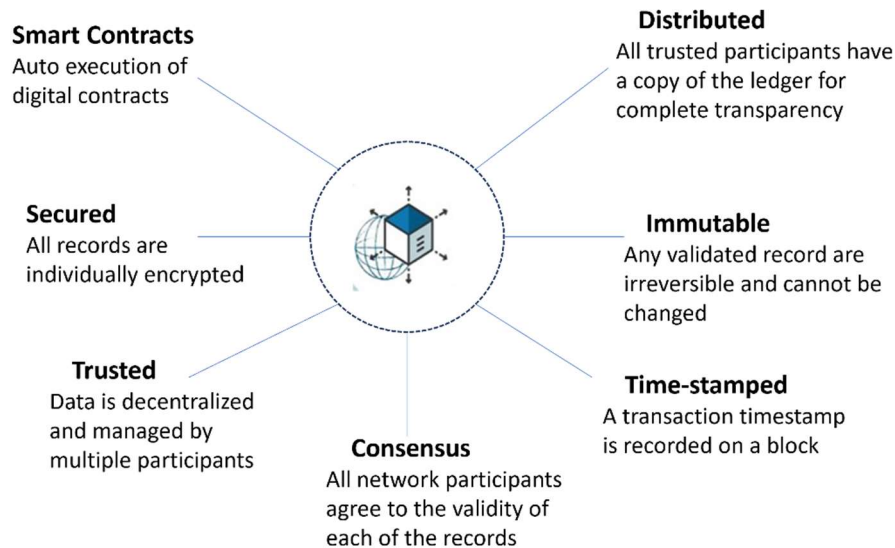 Smart Contracts
Auto execution of
digital contracts
Distributed
All trusted participants have
a copy of the ledger for
complete transparency
Secured
All records are
individually encrypted
Immutable
Any validated record are
irreversible and cannot be
changed
Trusted
Data is decentralized
and managed by
multiple participants
Consensus
All network participants
agree to the validity of
each of the records
Time-stamped
A transaction timestamp
is recorded on a block